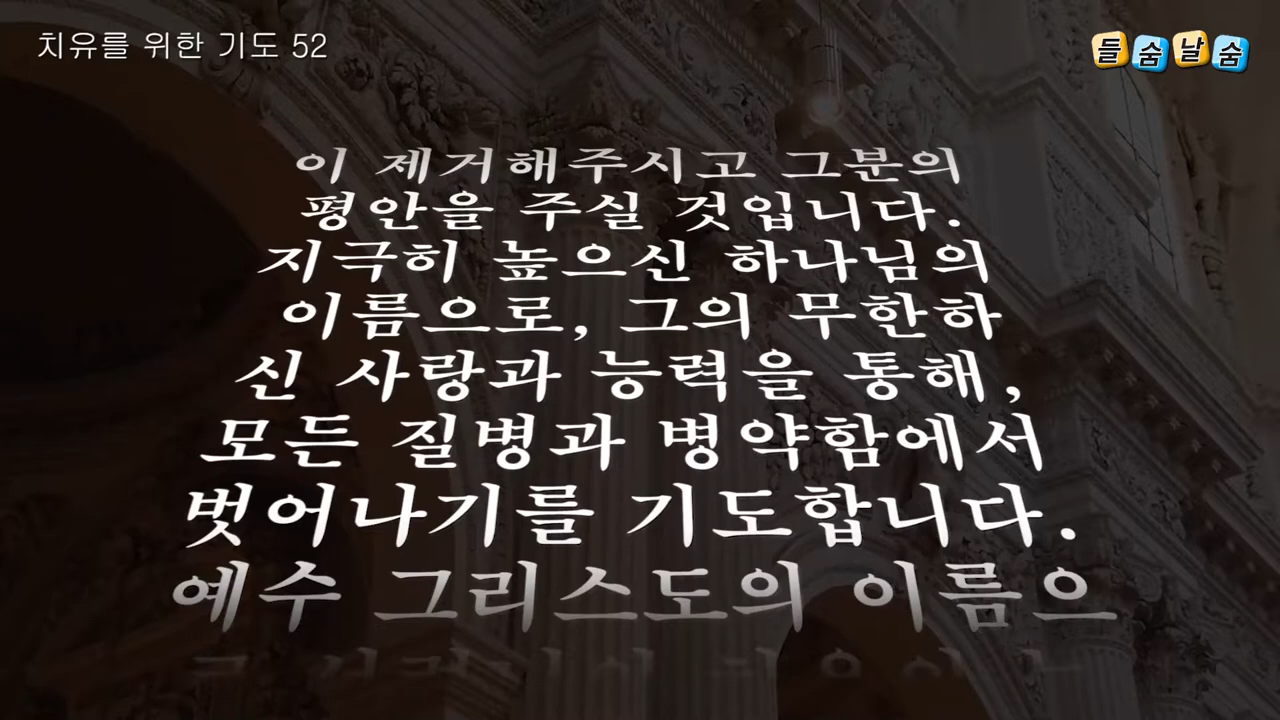 치유를 위한 기도 52
들숨날숨
이 제거해주시고 그분의
평안을 주실 것입니다.
지극히 높으신 하나님의
이름으로, 그의 무한하
신 사랑과 능력을 통해,
모든 질병과 병약함에서
벗어나기를 기도합니다.
예수 그리스도의 이름으